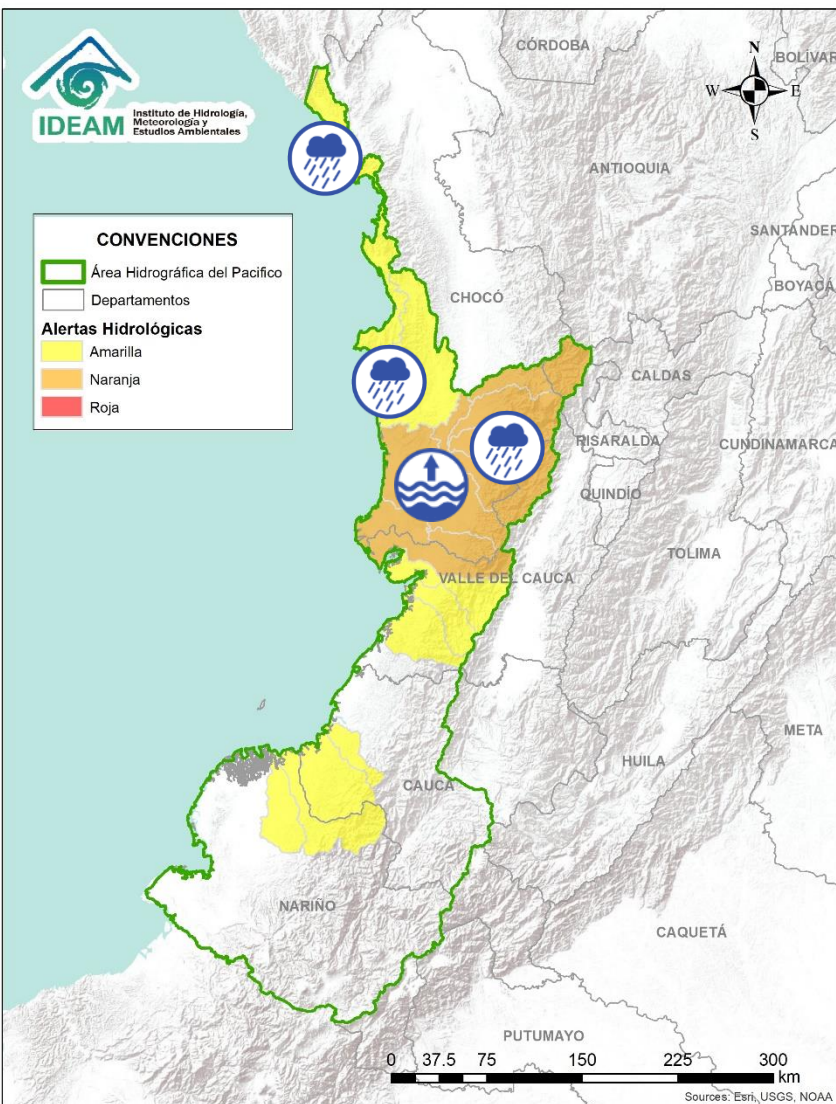 IDEAM
Instituto de Hidrología,
Meteorología y
Estudios Ambientales
N
W E
S
CÓRDOBA
BOLÍVAR
ANTIOQUIA
SANTANDER
BOYACÁ
CHOCÓ
CALDAS
RISARALDA
CUNDINAMARCA
QUINDÍO
TOLIMA
VALLE DEL CAUCA
META
HUILA
CAUCA
NARIÑO
CAQUETÁ
PUTUMAYO
CONVENCIONES
Área Hidrográfica del Pacifico
Departamentos
Alertas Hidrológicas
Amarilla
Naranja
Roja
0 37.5 75 150 225 300
km
Sources: Esri, USGS, NOAA